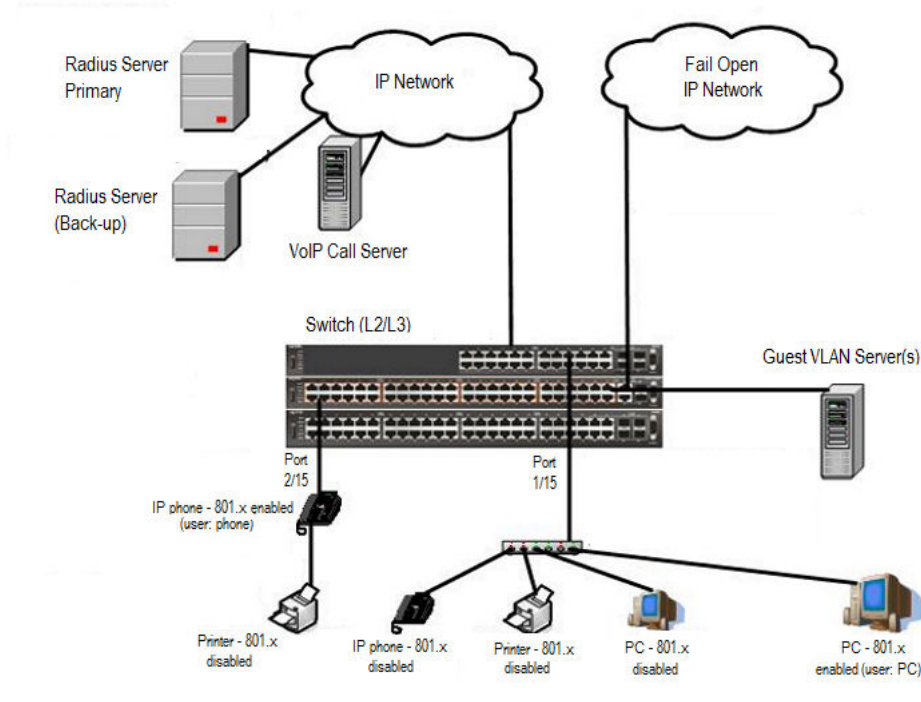 Radius Server
Primary
IP Network
Fail Open
IP Network
Radius Server
(Back-up)
VoIP Call Server
Switch (L2/L3)
Guest VLAN Server(s)
Port
2/15
Port
1/15
IP phone - 801.x enabled
(user: phone)
Printer - 801.x
disabled
IP phone - 801.x
disabled
Printer - 801.x
disabled
PC - 801.x
disabled
PC - 801.x
enabled (user: PC)